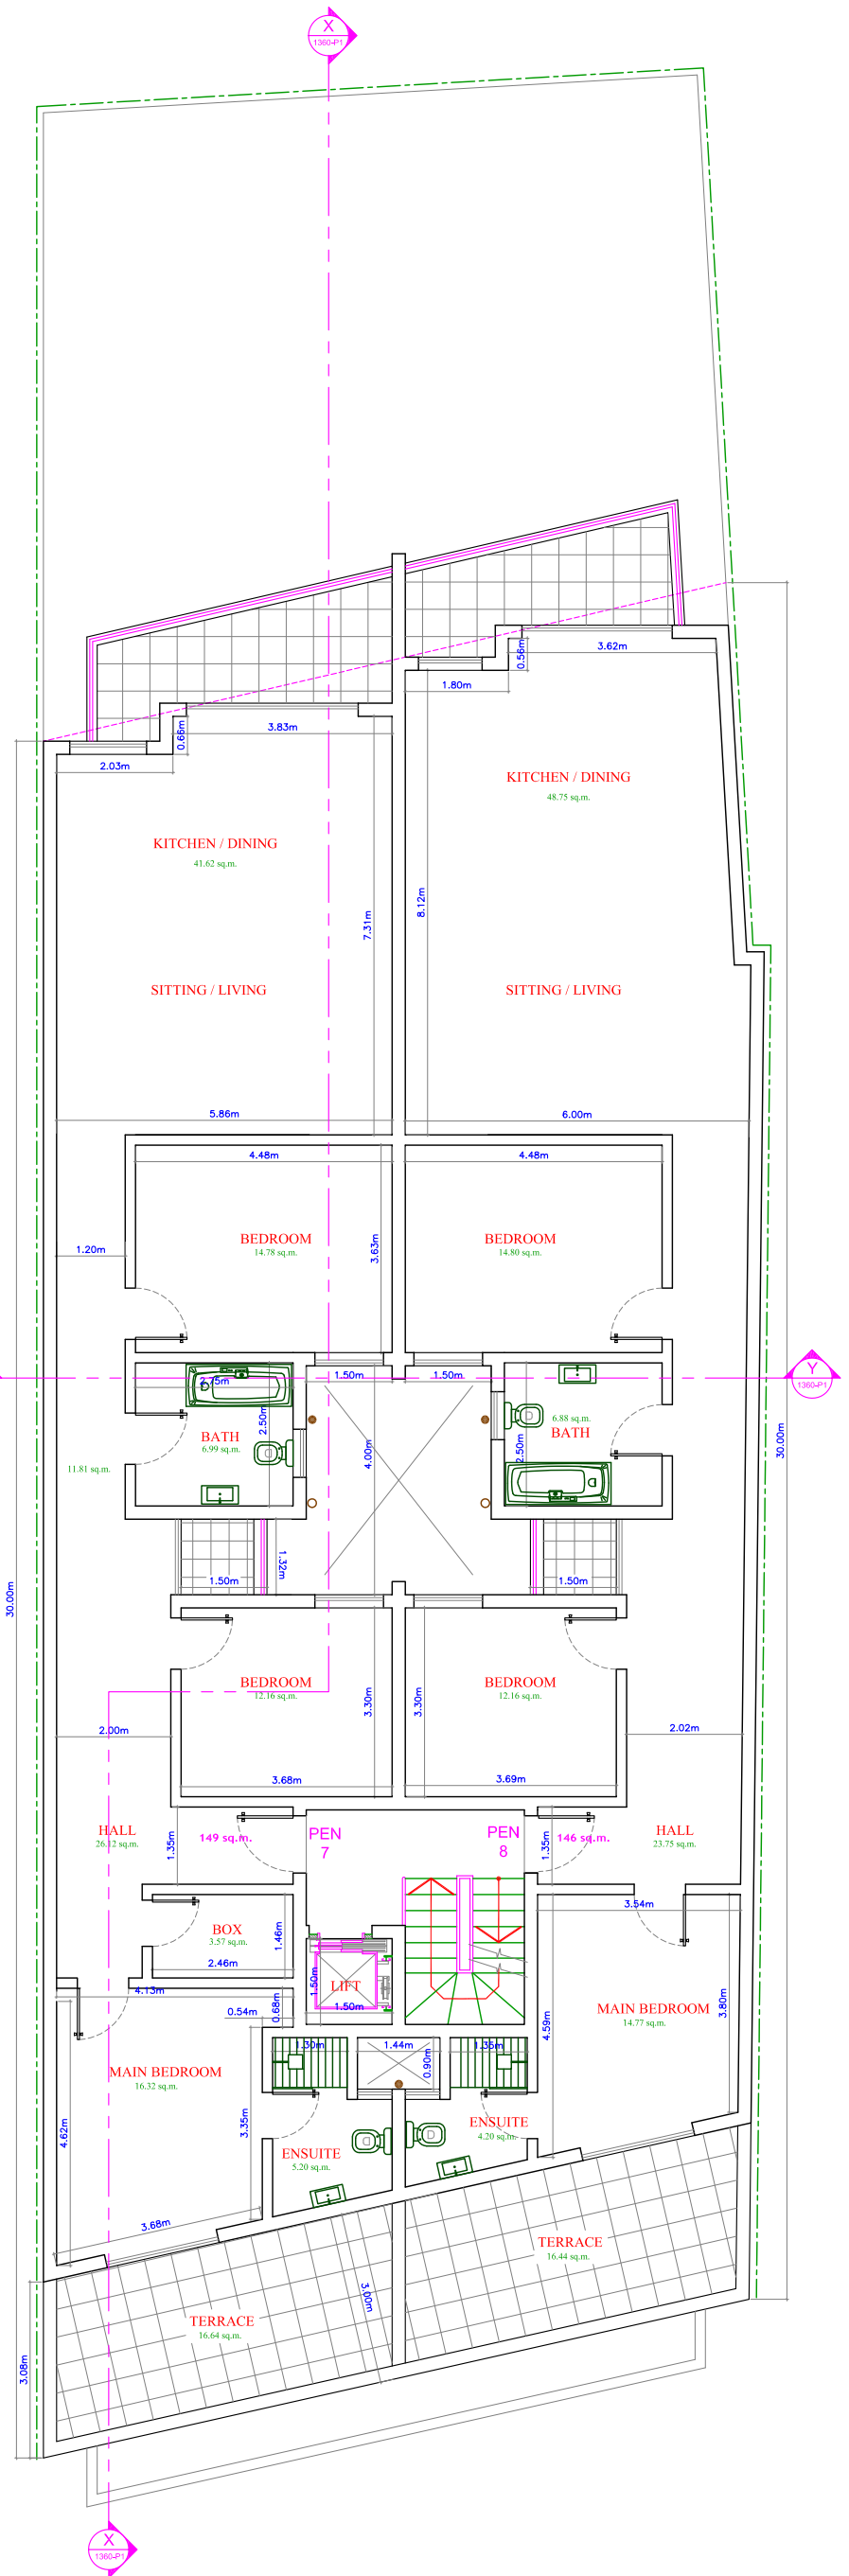 X
1360-P1
3.62m
0.56m
1.80m
3.83m
0.66m
2.03m
KITCHEN / DINING
48.75 sq.m.
KITCHEN / DINING
41.62 sq.m.
7.31m
8.12m
SITTING / LIVING
SITTING / LIVING
5.86m
6.00m
4.48m
4.48m
BEDROOM
14.78 sq.m.
BEDROOM
14.80 sq.m.
1.20m
3.63m
1.50m
1.50m
Y
1360-P1
2.75m
2.50m
BATH
6.99 sq.m.
6.88 sq.m.
BATH
2.50m
4.00m
11.81 sq.m.
30.00m
1.32m
1.50m
1.50m
30.00m
BEDROOM
12.16 sq.m.
BEDROOM
12.16 sq.m.
3.30m
3.30m
2.00m
2.02m
3.68m
3.69m
HALL
26.12 sq.m.
1.35m
149 sq.m.
PEN
7
PEN
8
1.35m
146 sq.m.
HALL
23.75 sq.m.
3.54m
BOX
3.57 sq.m.
1.46m
2.46m
1.50m
LIFT
1.50m
4.13m
0.68m
0.54m
4.59m
MAIN BEDROOM
14.77 sq.m.
3.80m
1.30m
1.44m
1.35m
0.90m
MAIN BEDROOM
16.32 sq.m.
4.62m
3.35m
ENSUITE
5.20 sq.m.
ENSUITE
4.20 sq.m.
3.68m
TERRACE
16.44 sq.m.
3.00m
TERRACE
16.64 sq.m.
3.08m
X
1360-P1